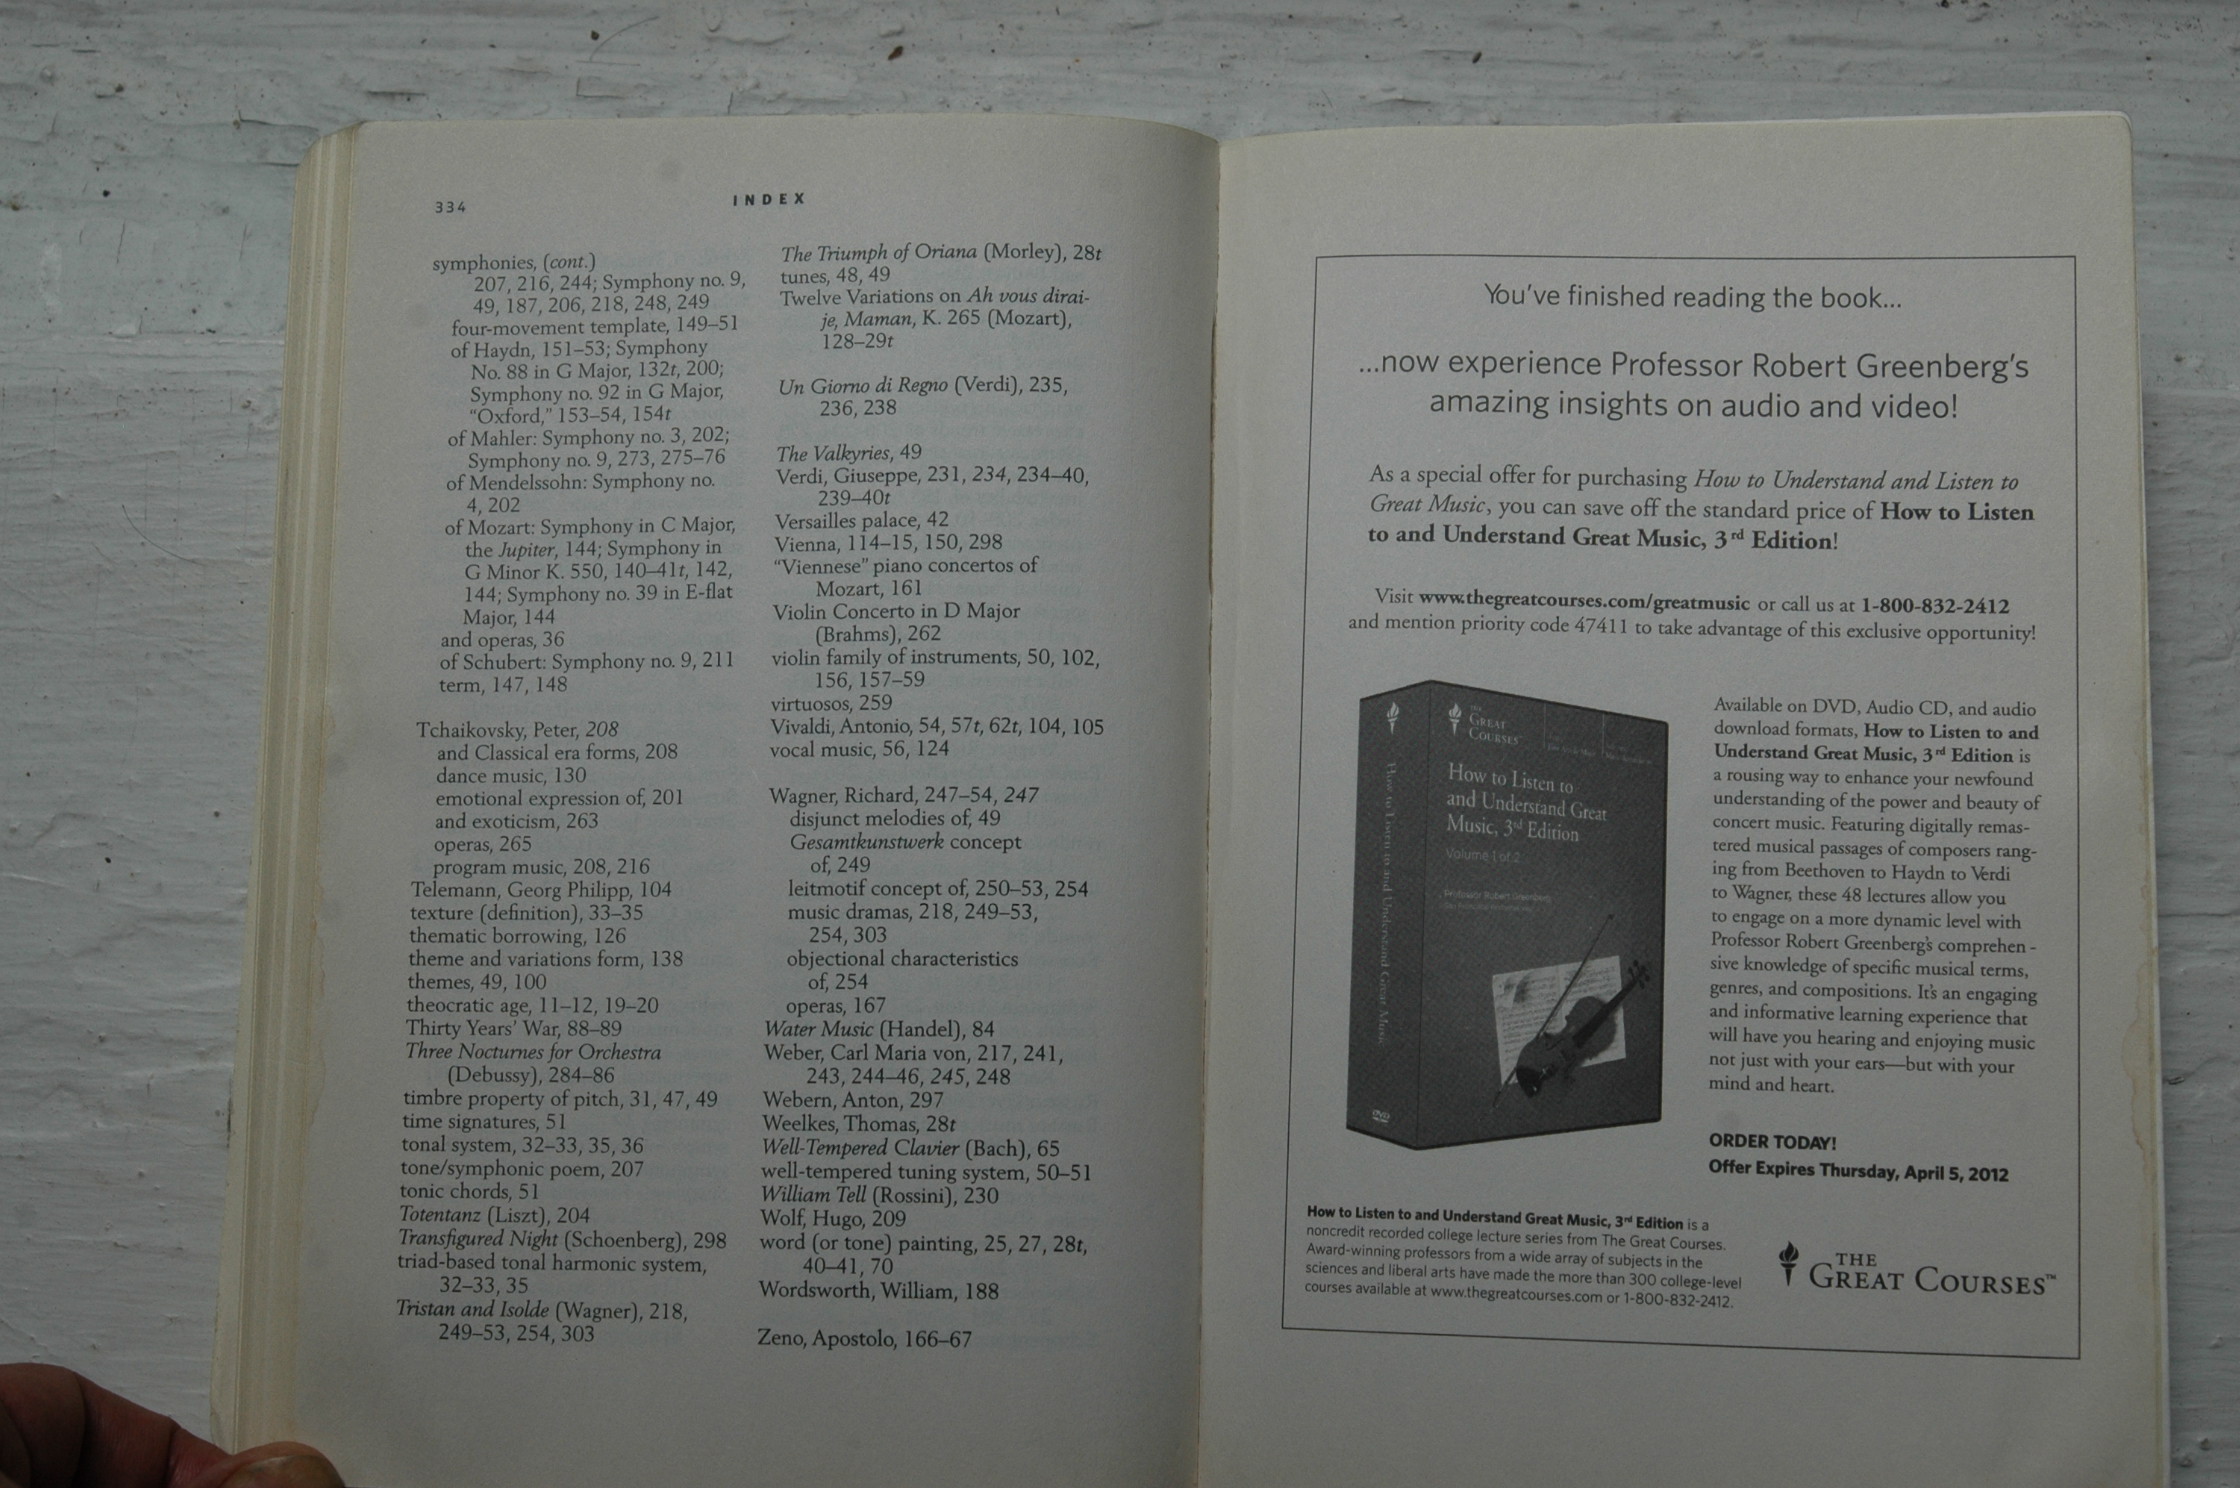 334
INDEX
symphonies, (cont.)
207, 216, 244; Symphony no. 9,
49, 187, 206, 218, 248, 249
four-movement template, 149–51
of Haydn, 151–53; Symphony
No. 88 in G Major, 132t, 200;
Symphony no. 92 in G Major,
“Oxford,” 153–54, 154t
of Mahler: Symphony no. 3, 202;
Symphony no. 9, 273, 275–76
of Mendelssohn: Symphony no.
4, 202
of Mozart: Symphony in C Major,
the Jupiter, 144; Symphony in
G Minor K. 550, 140–41t, 142,
144; Symphony no. 39 in E-flat
Major, 144
and operas, 36
of Schubert: Symphony no. 9, 211
term, 147, 148
Tchaikovsky, Peter, 208
and Classical era forms, 208
dance music, 130
emotional expression of, 201
and exoticism, 263
operas, 265
program music, 208, 216
Telemann, Georg Philipp, 104
texture (definition), 33–35
thematic borrowing, 126
theme and variations form, 138
themes, 49, 100
theocratic age, 11–12, 19–20
Thirty Years’ War, 88–89
Three Nocturnes for Orchestra
(Debussy), 284–86
timbre property of pitch, 31, 47, 49
time signatures, 51
tonal system, 32–33, 35, 36
tone/symphonic poem, 207
tonic chords, 51
Totentanz (Liszt), 204
Transfigured Night (Schoenberg), 298
triad-based tonal harmonic system,
32–33, 35
Tristan and Isolde (Wagner), 218,
249–53, 254, 303
The Triumph of Oriana (Morley), 28t
tunes, 48, 49
Twelve Variations on Ah vous dirai-
je, Maman, K. 265 (Mozart),
128–29t
Un Giorno di Regno (Verdi), 235,
236, 238
The Valkyries, 49
Verdi, Giuseppe, 231, 234, 234–40,
239–40t
Versailles palace, 42
Vienna, 114–15, 150, 298
“Viennese” piano concertos of
Mozart, 161
Violin Concerto in D Major
(Brahms), 262
violin family of instruments, 50, 102,
156, 157–59
virtuosos, 259
Vivaldi, Antonio, 54, 57t, 62t, 104, 105
vocal music, 56, 124
Wagner, Richard, 247–54, 247
disjunct melodies of, 49
Gesamtkunstwerk concept
of, 249
leitmotif concept of, 250–53, 254
music dramas, 218, 249–53,
254, 303
objectional characteristics
of, 254
operas, 167
Water Music (Handel), 84
Weber, Carl Maria von, 217, 241,
243, 244–46, 245, 248
Webern, Anton, 297
Weelkes, Thomas, 28t
Well-Tempered Clavier (Bach), 65
well-tempered tuning system, 50–51
William Tell (Rossini), 230
Wolf, Hugo, 209
word (or tone) painting, 25, 27, 28t,
40–41, 70
Wordsworth, William, 188
Zeno, Apostolo, 166–67
You’ve finished reading the book...
...now experience Professor Robert Greenberg’s
amazing insights on audio and video!
As a special offer for purchasing How to Understand and Listen to
Great Music, you can save off the standard price of How to Listen
to and Understand Great Music, 3rd Edition!
Visit www.thegreatcourses.com/greatmusic or call us at 1-800-832-2412
and mention priority code 47411 to take advantage of this exclusive opportunity!
THE
GREAT
COURSES™
How to Listen to
and Understand Great
Music, 3rd Edition
Volume 1 of 2
Professor Robert Greenberg
How to Listen to and Understand Great Music
DVD
Available on DVD, Audio CD, and audio
download formats, How to Listen to and
Understand Great Music, 3rd Edition is
a rousing way to enhance your newfound
understanding of the power and beauty of
concert music. Featuring digitally remas-
tered musical passages of composers rang-
ing from Beethoven to Haydn to Verdi
to Wagner, these 48 lectures allow you
to engage on a more dynamic level with
Professor Robert Greenberg’s comprehen -
sive knowledge of specific musical terms,
genres, and compositions. It’s an engaging
and informative learning experience that
will have you hearing and enjoying music
not just with your ears—but with your
mind and heart.
ORDER TODAY!
Offer Expires Thursday, April 5, 2012
How to Listen to and Understand Great Music, 3rd Edition is a
noncredit recorded college lecture series from The Great Courses.
Award-winning professors from a wide array of subjects in the
sciences and liberal arts have made the more than 300 college-level
courses available at www.thegreatcourses.com or 1-800-832-2412.
THE
GREAT COURSES™